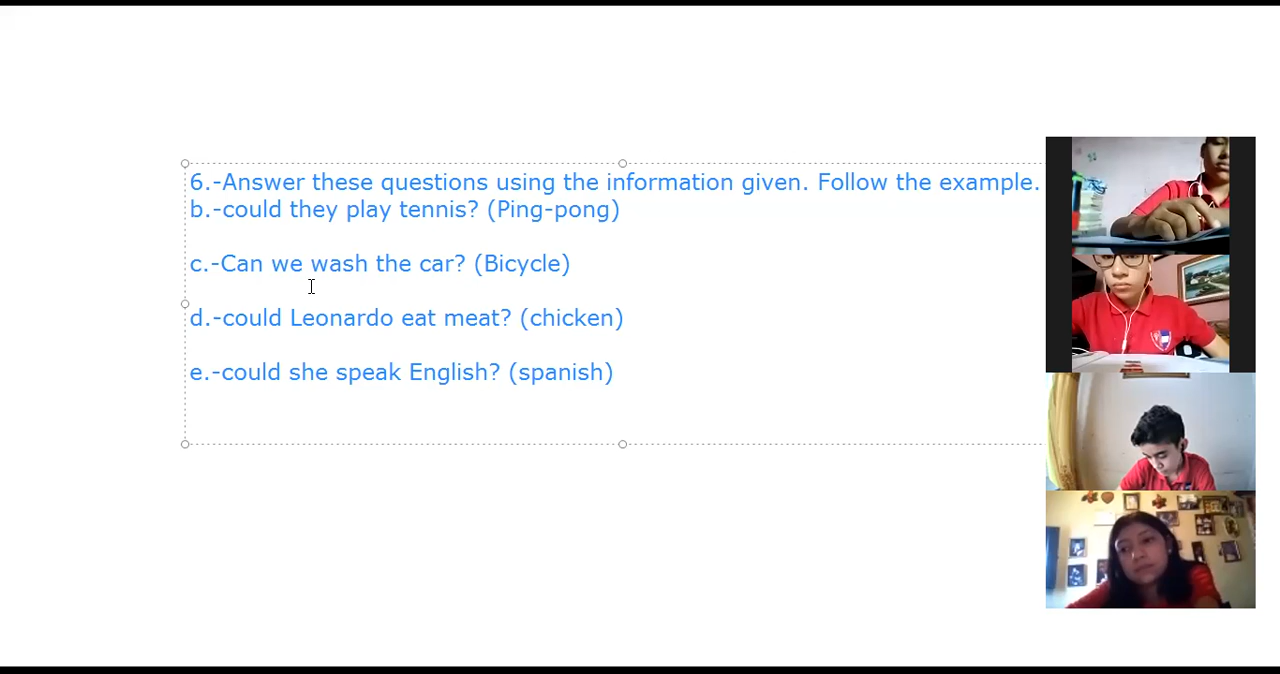 6.-Answer these questions using the information given. Follow the example.
b.-could they play tennis? (Ping-pong)
c.-Can we wash the car? (Bicycle)
d.-could Leonardo eat meat? (chicken)
e.-could she speak English? (spanish)